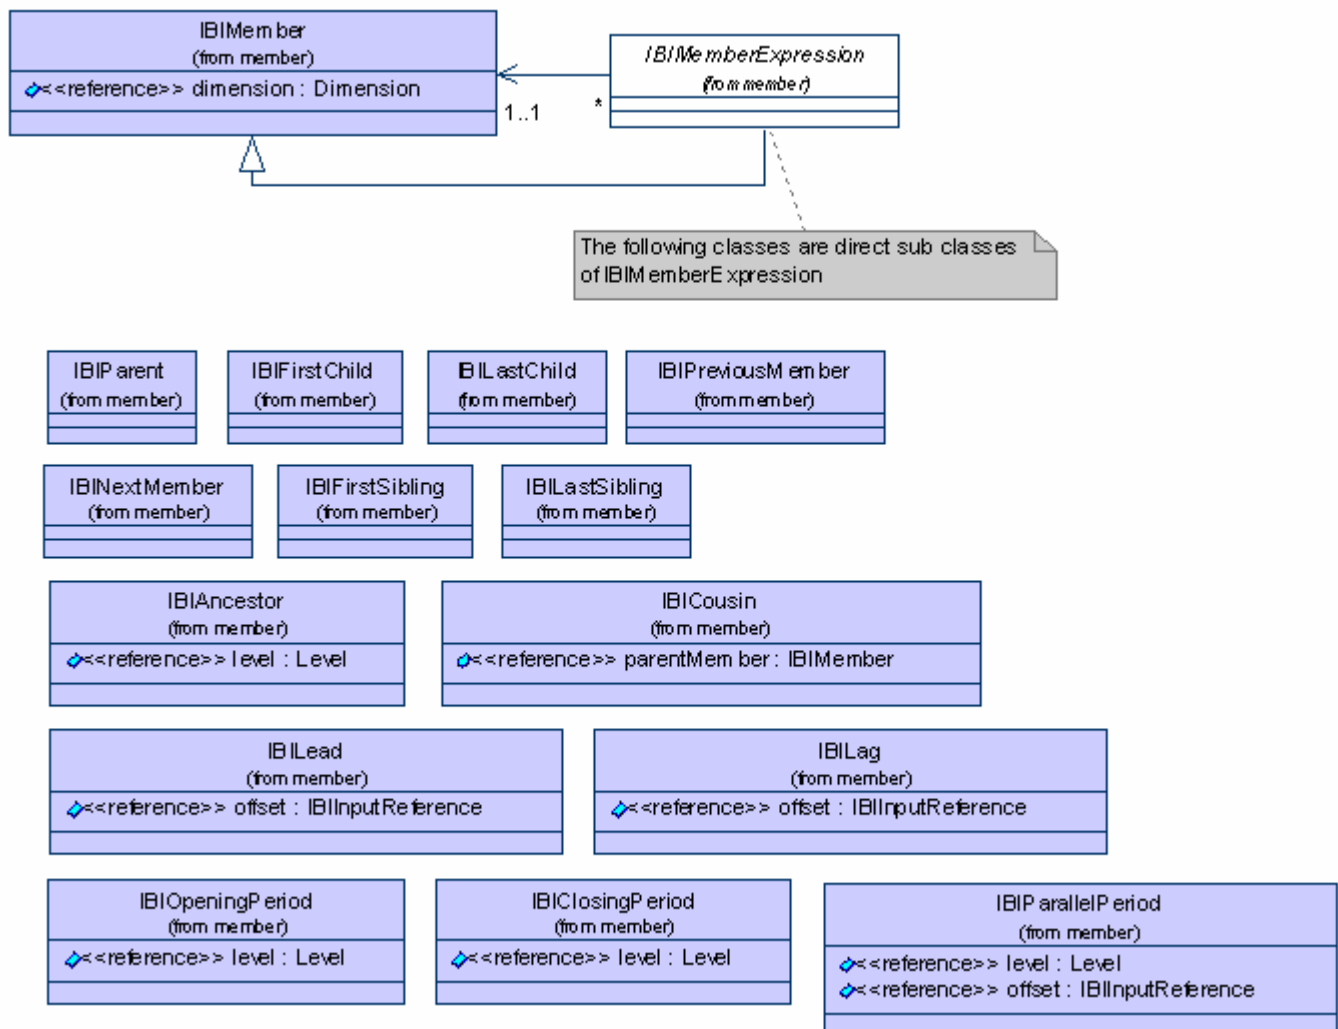 IBIMember
(from member)
<<reference>> dimension : Dimension
IBIMemberExpression
(from member)
1..1
*
The following classes are direct sub classes
of IBIMemberExpression
IBIParent
(from member)
IBIFirstChild
(from member)
IBILastChild
(from member)
IBIPreviousMember
(from member)
IBINextMember
(from member)
IBIFirstSibling
(from member)
IBILastSibling
(from member)
IBIAncestor
(from member)
<<reference>> level : Level
IBICousin
(from member)
<<reference>> parentMember : IBIMember
IBILead
(from member)
<<reference>> offset : IBIInputReference
IBILag
(from member)
<<reference>> offset : IBIInputReference
IBIOpeningPeriod
(from member)
<<reference>> level : Level
IBIClosingPeriod
(from member)
<<reference>> level : Level
IBIParallelPeriod
(from member)
<<reference>> level : Level
<<reference>> offset : IBIInputReference